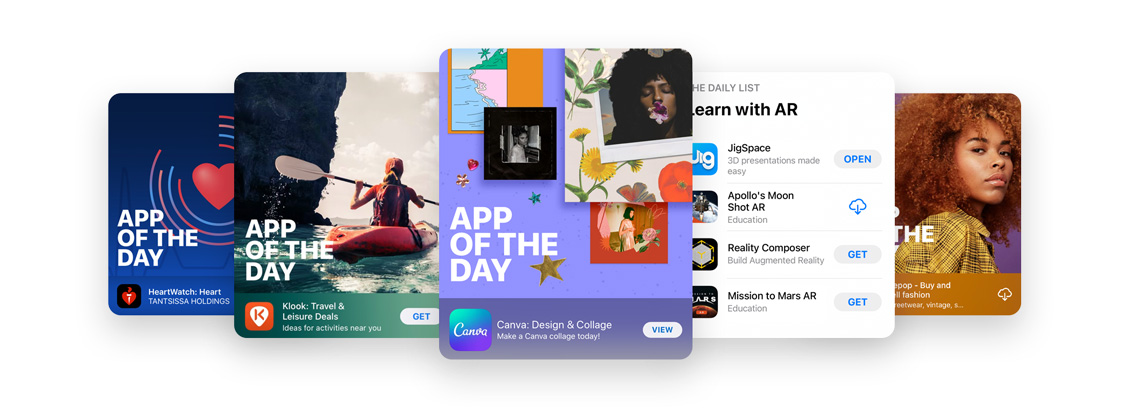 APP
OF THE
DAY
HeartWatch: Heart
TANTSISSA HOLDINGS
APP
OF THE
DAY
Klook: Travel &
Leisure Deals
Ideas for activities near you
GET
APP
OF THE
DAY
Canva
Canva: Design & Collage
Make a Canva collage today!
VIEW
HE DAILY LIST
Learn with AR
Jig
JigSpace
3D presentations made
easy
OPEN
Apollo's Moon
Shot AR
Education
Reality Composer
Build Augmented Reality
GET
MARS
Mission to Mars AR
Education
GET
THE
epop - Buy and
ll fashion
reetwear, vintage, s...